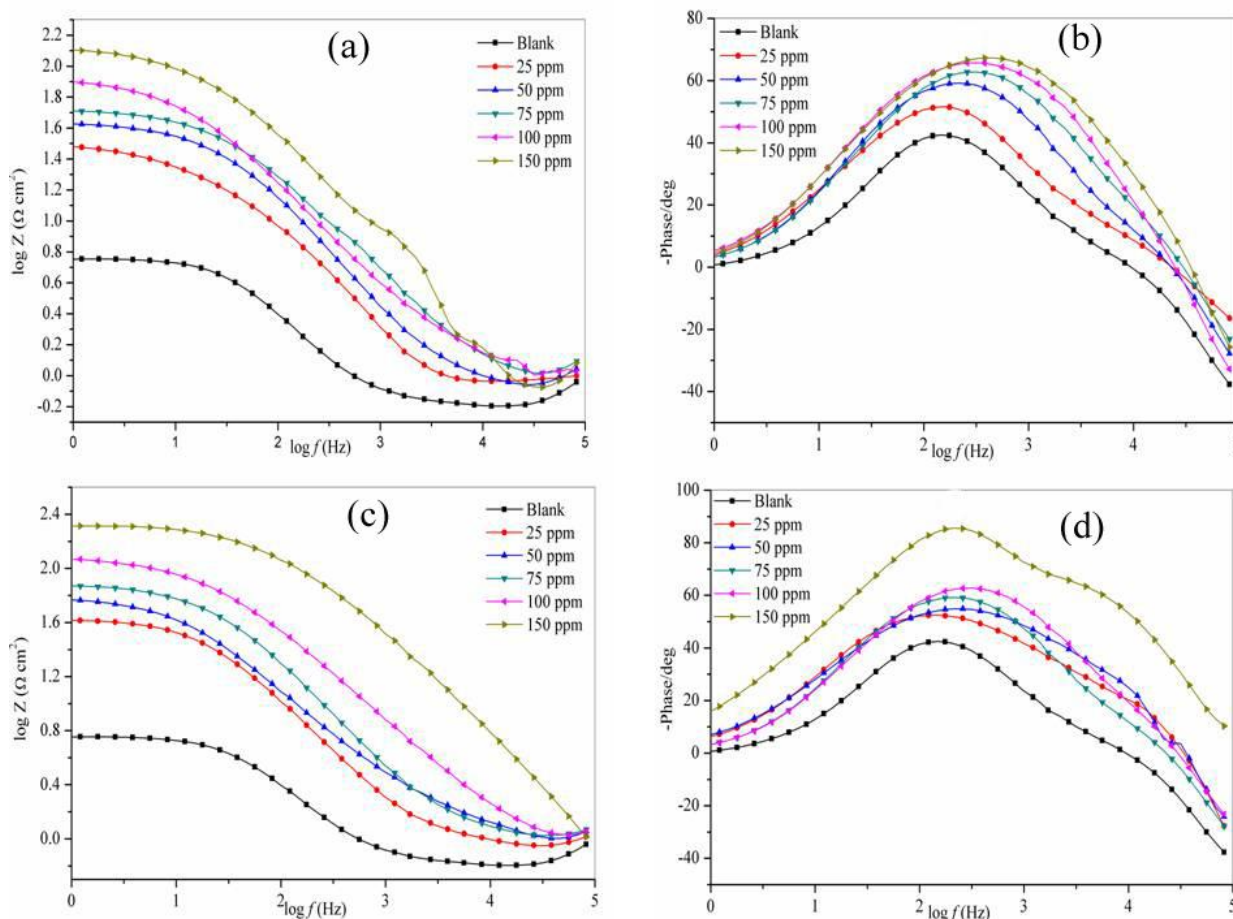 (a)
Blank
25 ppm
50 ppm
75 ppm
100 ppm
150 ppm
2.2
2.0
1.8
1.6
1.4
1.2
1.0
0.8
0.6
0.4
0.2
0.0
-0.2
log Z (Ω cm²)
0 1 2 3 4 5
log f (Hz)
(b)
Blank
25 ppm
50 ppm
75 ppm
100 ppm
150 ppm
80
60
40
20
0
-20
-40
-Phase/deg
0 1 2 3 4 5
log f (Hz)
(c)
Blank
25 ppm
50 ppm
75 ppm
100 ppm
150 ppm
2.4
2.0
1.6
1.2
0.8
0.4
0.0
log Z (Ω cm²)
0 1 2 3 4 5
log f (Hz)
(d)
Blank
25 ppm
50 ppm
75 ppm
100 ppm
150 ppm
100
80
60
40
20
0
-20
-40
-Phase/deg
0 1 2 3 4 5
log f (Hz)